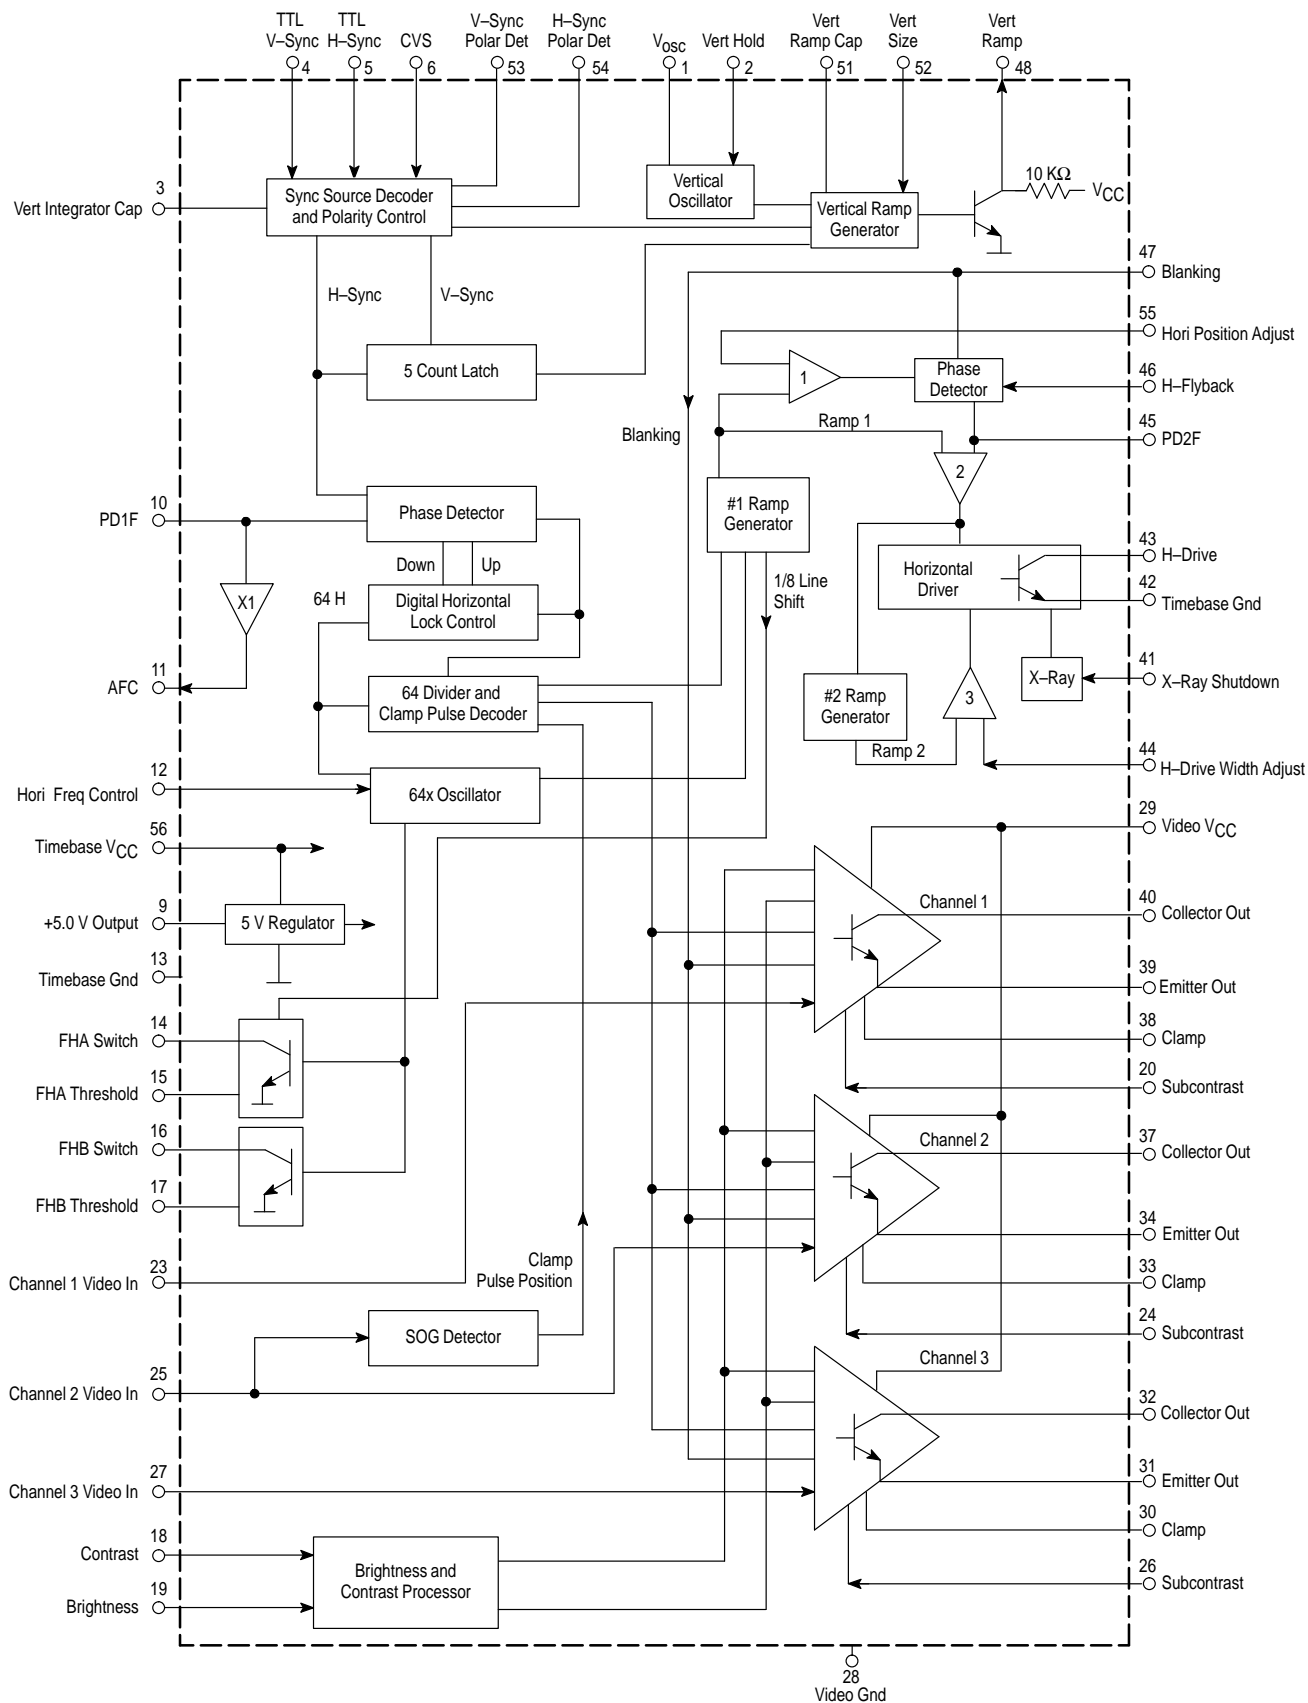 TTL
V–Sync
4
TTL
H–Sync
5
CVS
6
V–Sync
Polar Det
53
H–Sync
Polar Det
54
Vosc
1
Vert Hold
2
Vert
Ramp Cap
51
Vert
Size
52
Vert
Ramp
48
3
Vert Integrator Cap
Sync Source Decoder
and Polarity Control
Vertical
Oscillator
Vertical Ramp
Generator
10 KΩ
VCC
47
Blanking
H–Sync
V–Sync
55
Hori Position Adjust
5 Count Latch
1
Phase
Detector
46
H–Flyback
Blanking
Ramp 1
45
PD2F
2
10
PD1F
Phase Detector
#1 Ramp
Generator
Down
Up
43
H–Drive
Horizontal
Driver
42
Timebase Gnd
1/8 Line
Shift
X1
64 H
Digital Horizontal
Lock Control
11
AFC
64 Divider and
Clamp Pulse Decoder
#2 Ramp
Generator
3
X–Ray
41
X–Ray Shutdown
Ramp 2
44
H–Drive Width Adjust
12
Hori Freq Control
64x Oscillator
29
Video VCC
56
Timebase VCC
9
+5.0 V Output
5 V Regulator
Channel 1
40
Collector Out
13
Timebase Gnd
39
Emitter Out
14
FHA Switch
38
Clamp
15
FHA Threshold
20
Subcontrast
16
FHB Switch
Channel 2
37
Collector Out
17
FHB Threshold
34
Emitter Out
23
Channel 1 Video In
Clamp
Pulse Position
33
Clamp
SOG Detector
24
Subcontrast
25
Channel 2 Video In
Channel 3
32
Collector Out
27
Channel 3 Video In
31
Emitter Out
18
Contrast
30
Clamp
Brightness and
Contrast Processor
19
Brightness
26
Subcontrast
28
Video Gnd